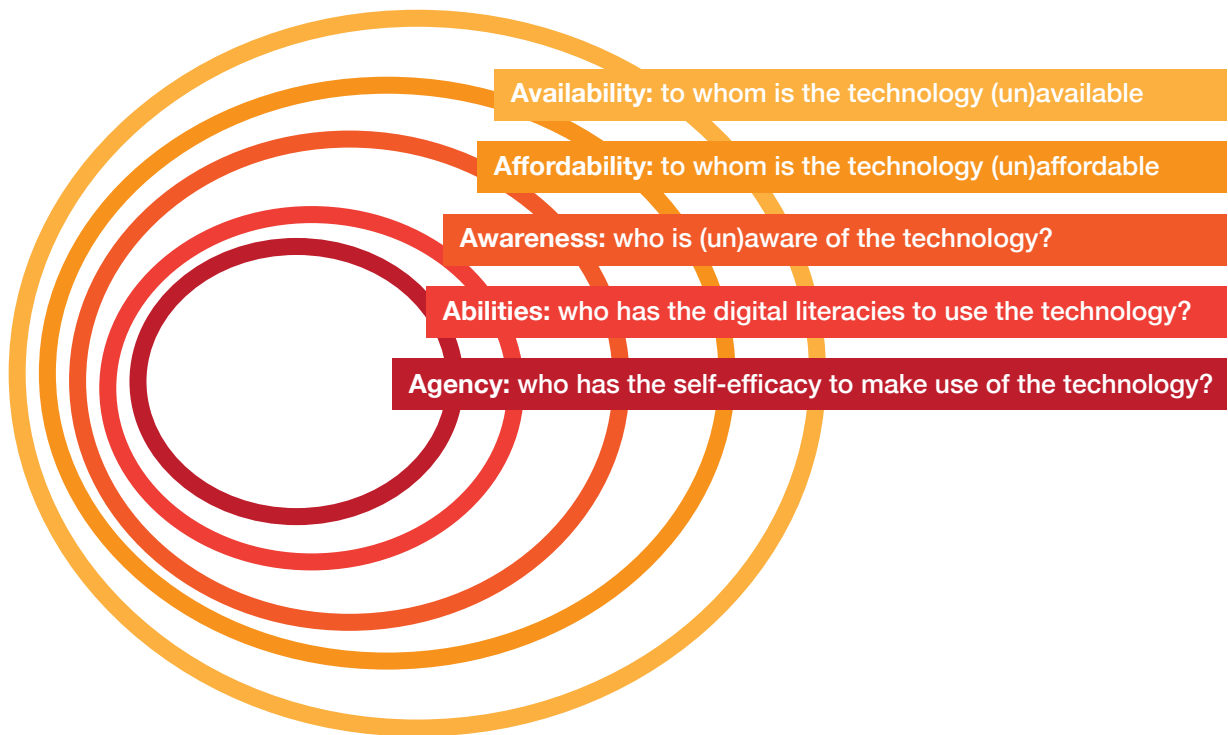 Availability: to whom is the technology (un)available
Affordability: to whom is the technology (un)affordable
Awareness: who is (un)aware of the technology?
Abilities: who has the digital literacies to use the technology?
Agency: who has the self-efficacy to make use of the technology?